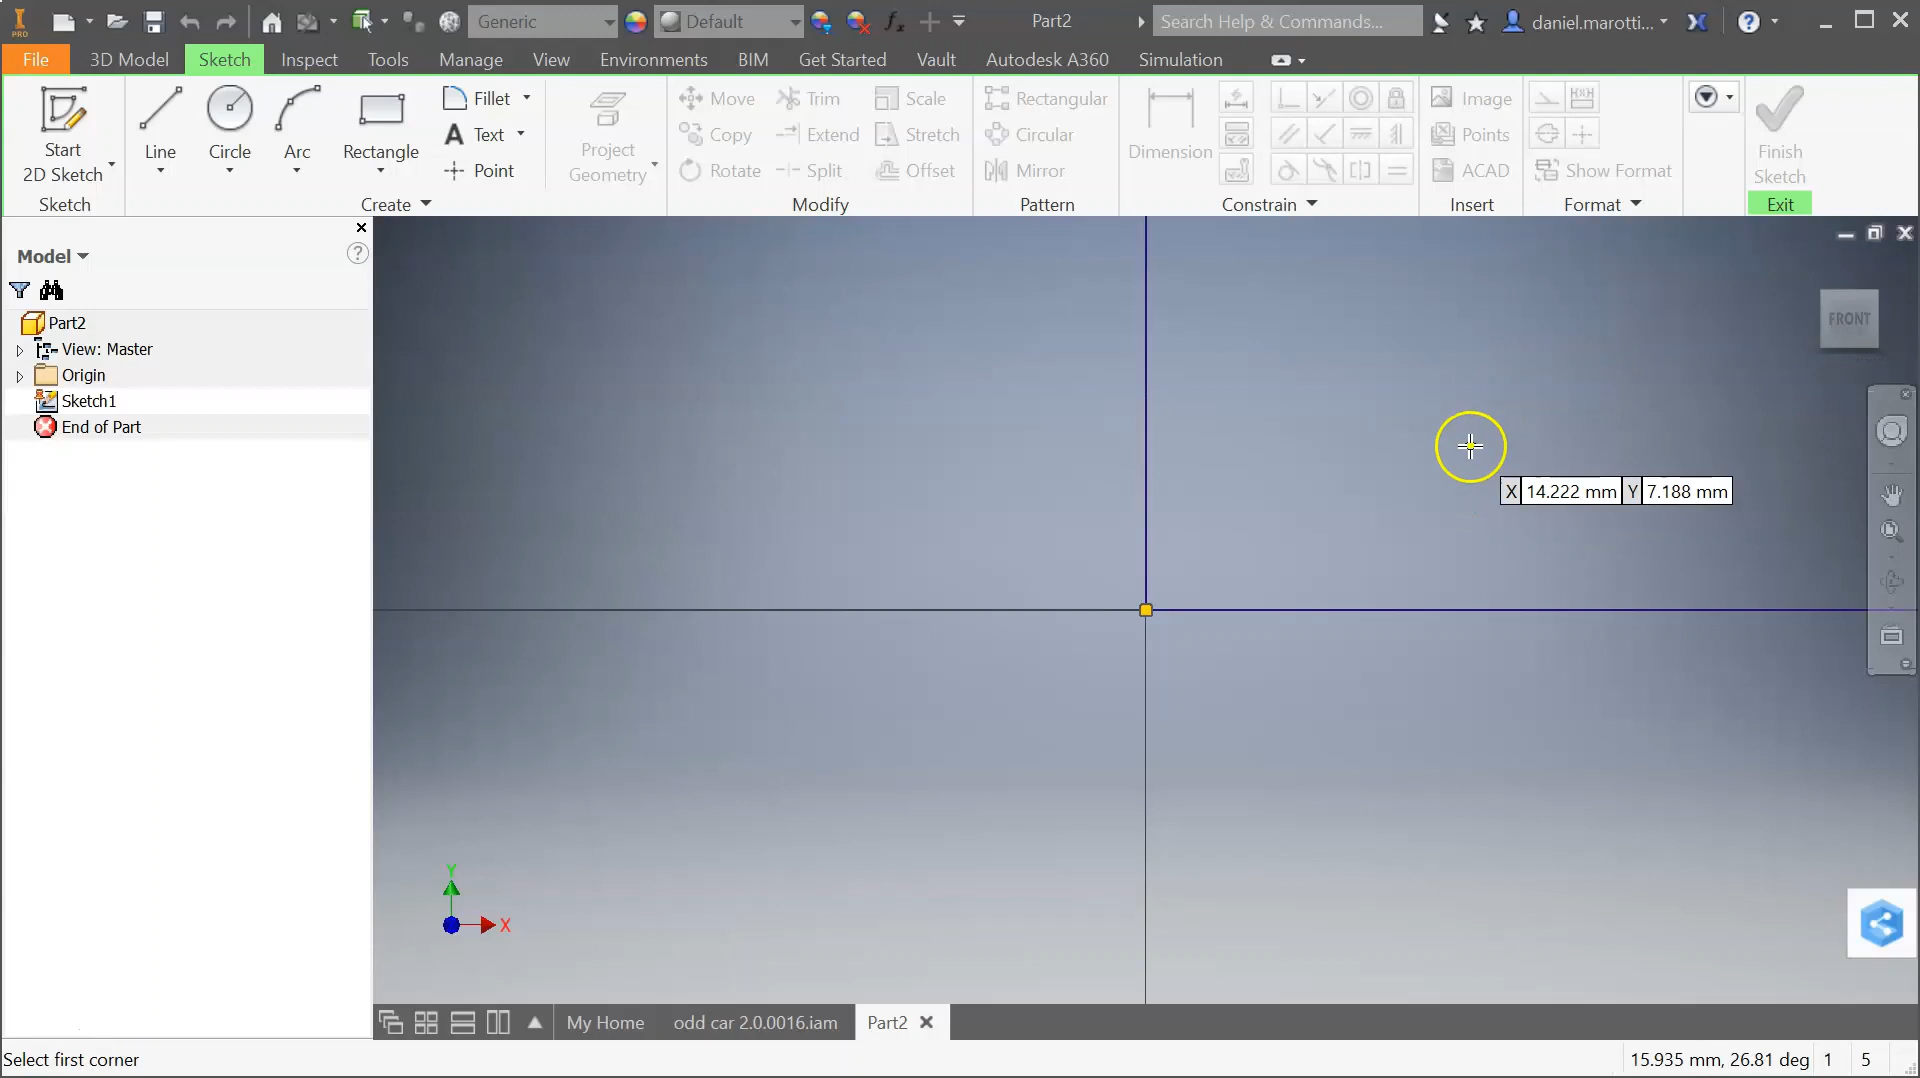 PRO
Generic
Default
Part2
Search Help & Commands...
daniel.marotti...
File
3D Model
Sketch
Inspect
Tools
Manage
View
Environments
BIM
Get Started
Vault
Autodesk A360
Simulation
Start
2D Sketch
Line
Circle
Arc
Rectangle
Fillet
Text
Point
Project
Geometry
Move
Trim
Scale
Copy
Extend
Stretch
Rotate
Split
Offset
Rectangular
Circular
Mirror
Dimension
Image
Points
ACAD
Show Format
Finish
Sketch
Sketch
Create
Modify
Pattern
Constrain
Insert
Format
Exit
Model
Part2
View: Master
Origin
Sketch1
End of Part
FRONT
X 14.222 mm Y 7.188 mm
Y
X
My Home
odd car 2.0.0016.iam
Part2
Select first corner
15.935 mm, 26.81 deg 1 5